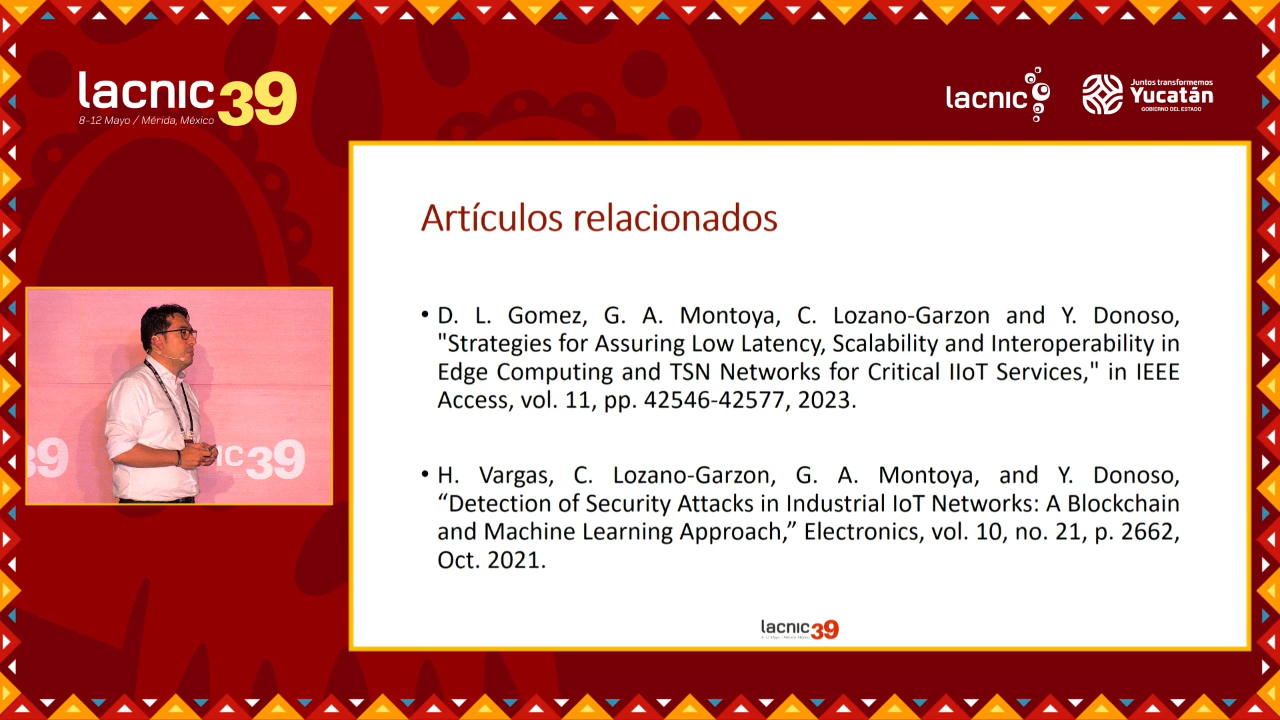 lacnic39
8-12 Mayo / Mérida, México
lacnic
Juntos transformemos
Yucatán
GOBIERNO DEL ESTADO
Artículos relacionados
• D. L. Gomez, G. A. Montoya, C. Lozano-Garzon and Y. Donoso,
"Strategies for Assuring Low Latency, Scalability and Interoperability in
Edge Computing and TSN Networks for Critical IIoT Services," in IEEE
Access, vol. 11, pp. 42546-42577, 2023.
• H. Vargas, C. Lozano-Garzon, G. A. Montoya, and Y. Donoso,
“Detection of Security Attacks in Industrial IoT Networks: A Blockchain
and Machine Learning Approach,” Electronics, vol. 10, no. 21, p. 2662,
Oct. 2021.
39
NIC39
lacnic39